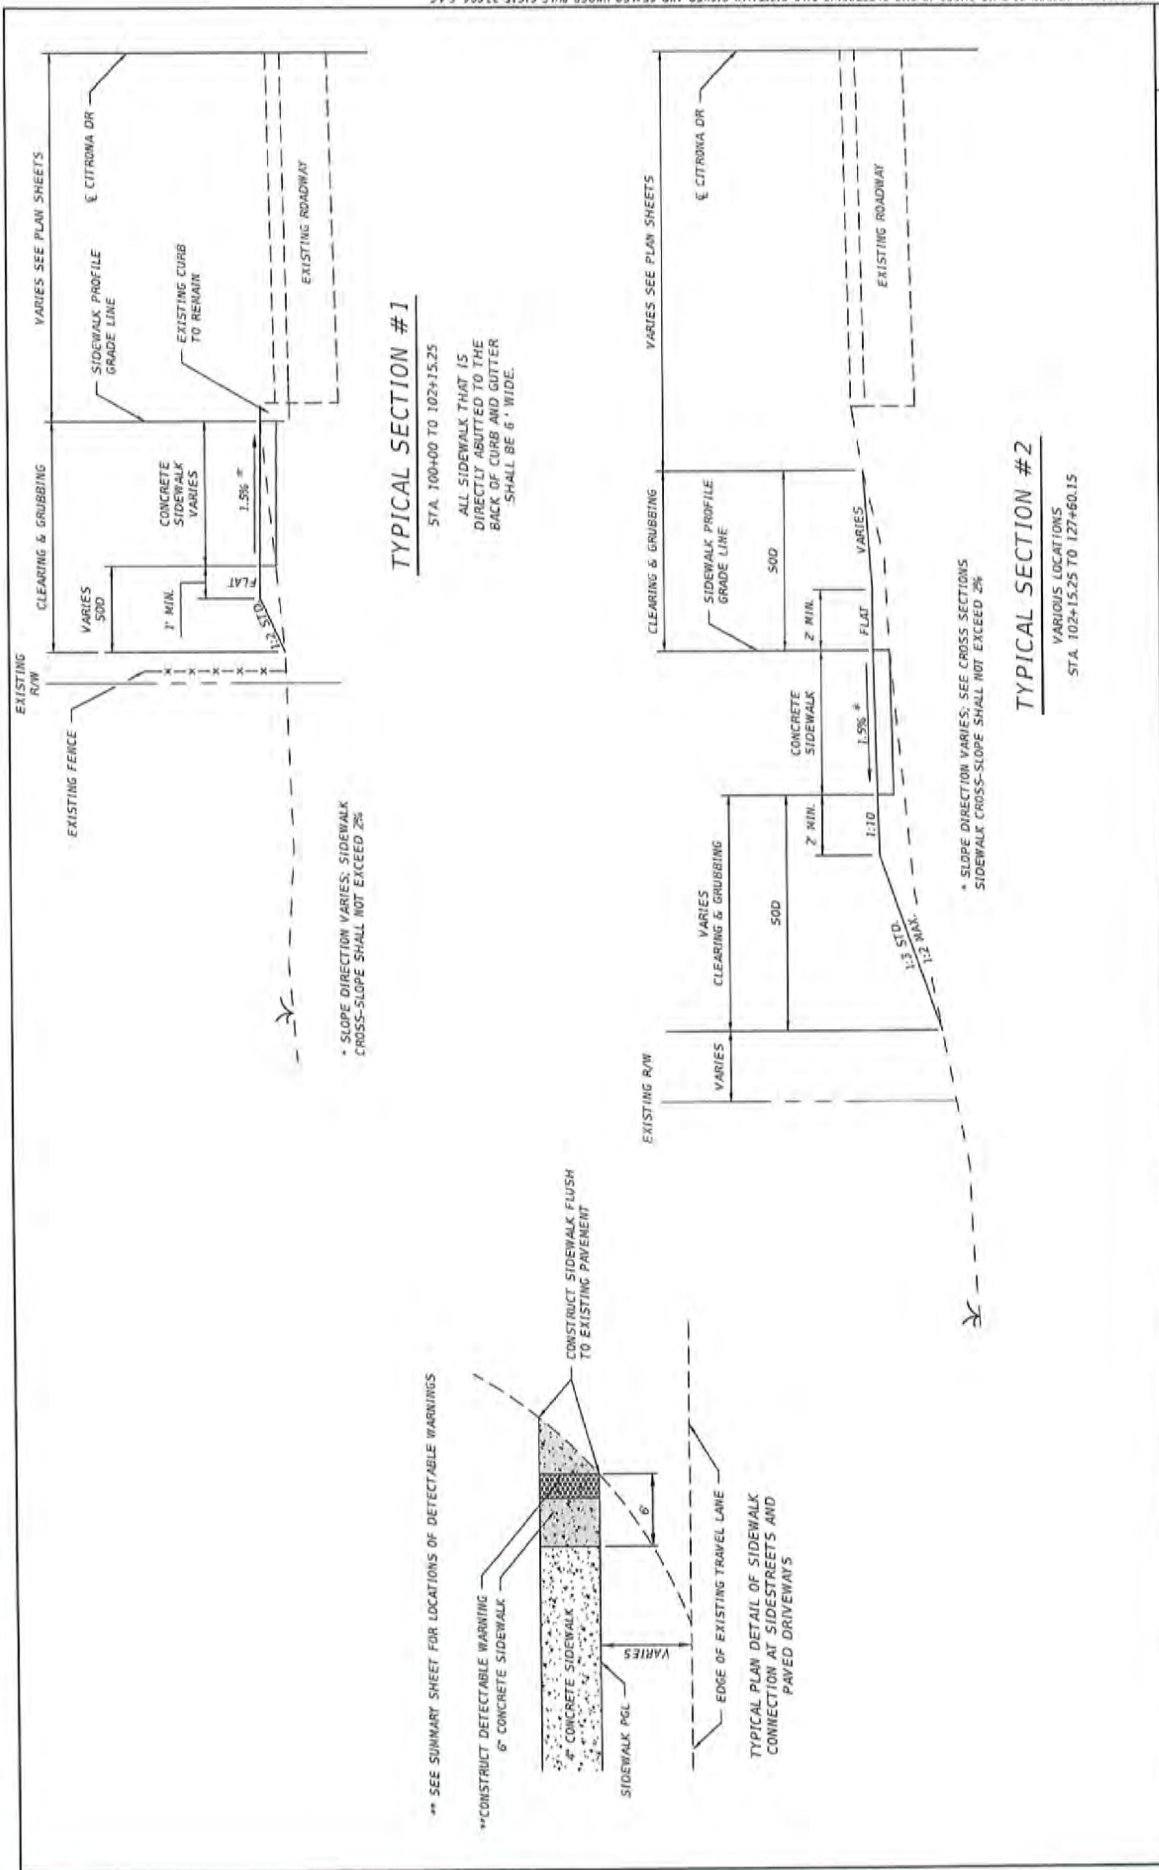 VARIES SEE PLAN SHEETS
℄ CITRONA DR
SIDEWALK PROFILE
GRADE LINE
EXISTING CURB
TO REMAIN
EXISTING ROADWAY
CLEARING & GRUBBING
CONCRETE
SIDEWALK
VARIES
1.5% *
VARIES
SOD
1' MIN.
FLAT
1:2 STD.
EXISTING
R/W
EXISTING FENCE
* SLOPE DIRECTION VARIES; SIDEWALK
CROSS-SLOPE SHALL NOT EXCEED 2%
TYPICAL SECTION #1
STA. 100+00 TO 102+15.25
ALL SIDEWALK THAT IS
DIRECTLY ABUTTED TO THE
BACK OF CURB AND GUTTER
SHALL BE 6' WIDE.
VARIES SEE PLAN SHEETS
℄ CITRONA DR
EXISTING ROADWAY
CLEARING & GRUBBING
SIDEWALK PROFILE
GRADE LINE
SOD
VARIES
2' MIN.
FLAT
CONCRETE
SIDEWALK
1.5% *
2' MIN.
1:10
VARIES
CLEARING & GRUBBING
SOD
1:3 STD.
1:2 MAX.
VARIES
EXISTING R/W
* SLOPE DIRECTION VARIES; SEE CROSS SECTIONS
SIDEWALK CROSS-SLOPE SHALL NOT EXCEED 2%
TYPICAL SECTION #2
VARIOUS LOCATIONS
STA. 102+15.25 TO 127+60.15
** SEE SUMMARY SHEET FOR LOCATIONS OF DETECTABLE WARNINGS
**CONSTRUCT DETECTABLE WARNING
6" CONCRETE SIDEWALK
4" CONCRETE SIDEWALK
CONSTRUCT SIDEWALK FLUSH
TO EXISTING PAVEMENT
6'
VARIES
SIDEWALK PGL
EDGE OF EXISTING TRAVEL LANE
TYPICAL PLAN DETAIL OF SIDEWALK
CONNECTION AT SIDESTREETS AND
PAVED DRIVEWAYS